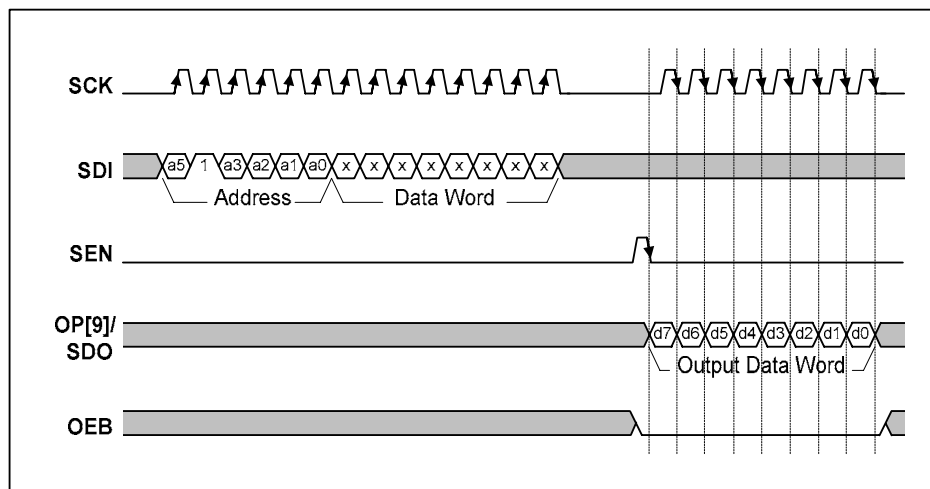 SCK
SDI
a5 1 a3 a2 a1 a0 x x x x x x x x
Address Data Word
SEN
OP[9]/
SDO
d7 d6 d5 d4 d3 d2 d1 d0
Output Data Word
OEB